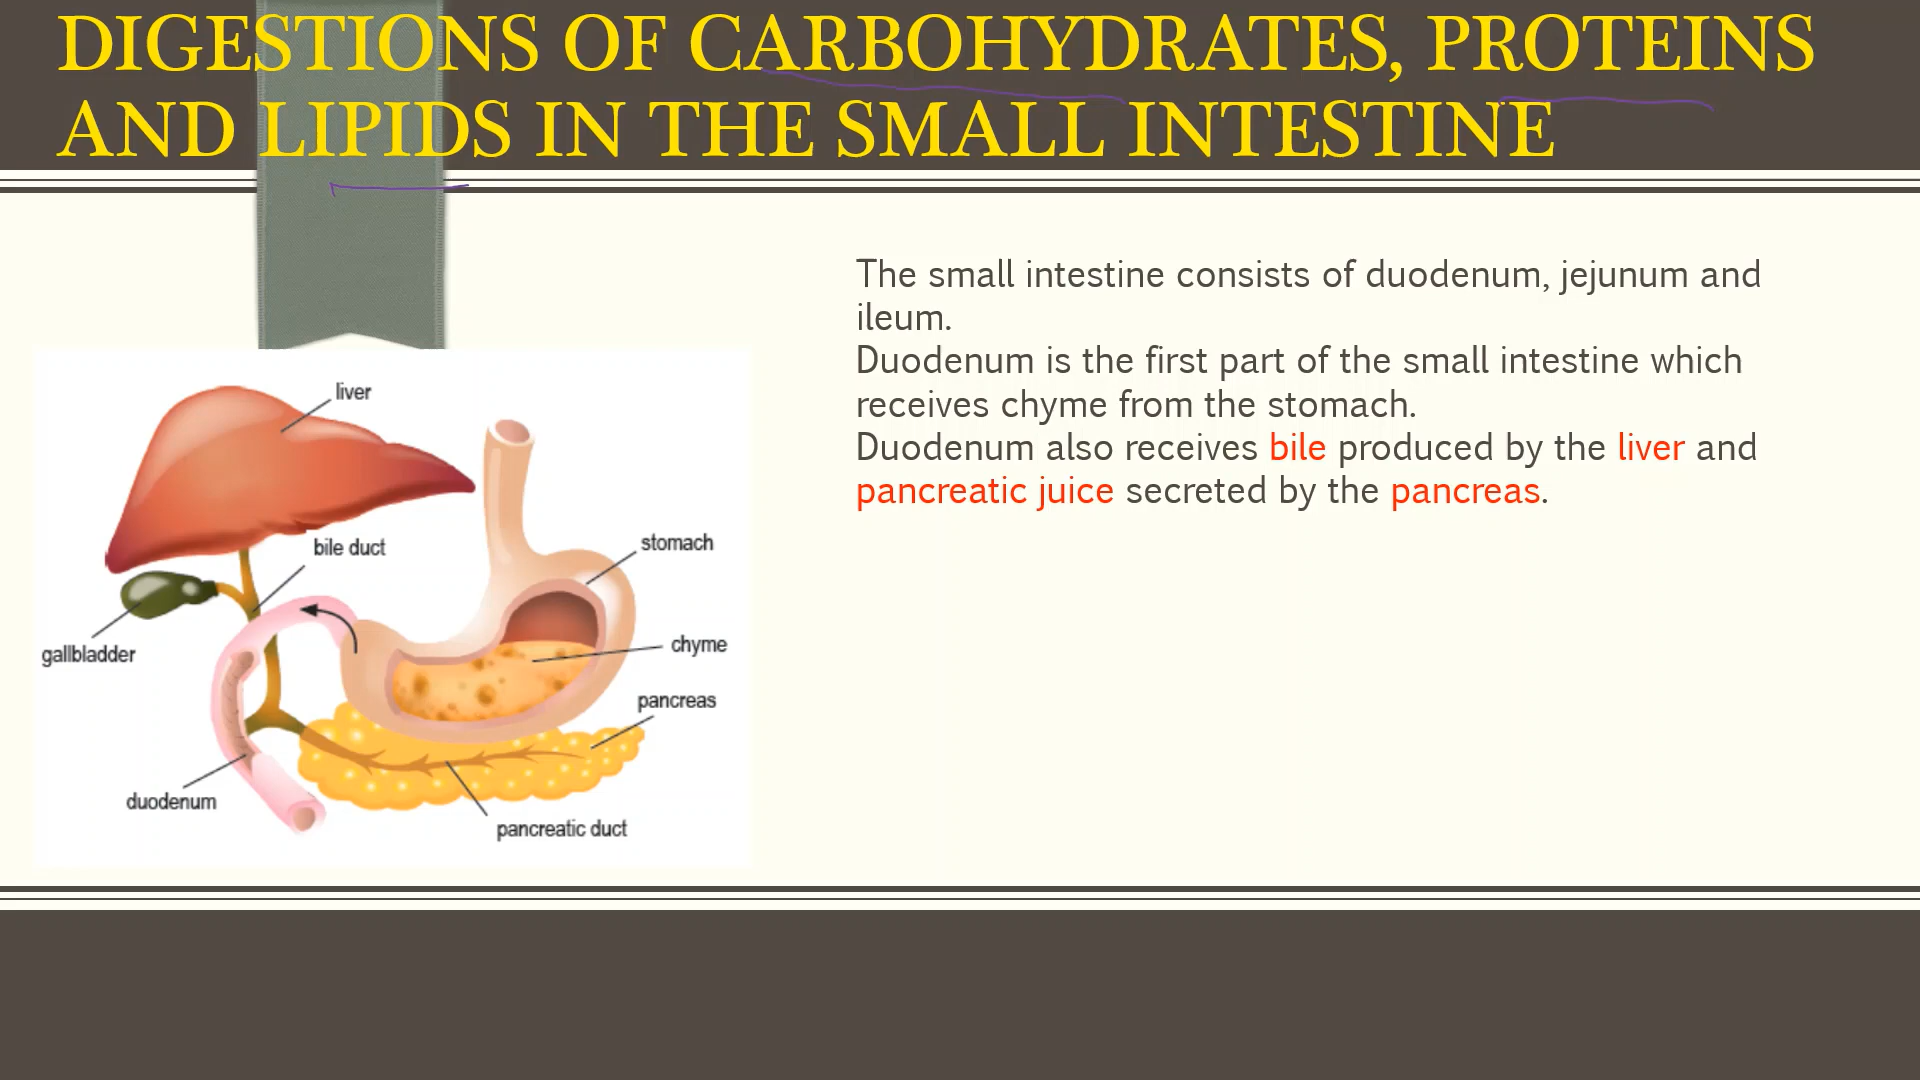 DIGESTIONS OF CARBOHYDRATES, PROTEINS
AND LIPIDS IN THE SMALL INTESTINE
The small intestine consists of duodenum, jejunum and
ileum.
Duodenum is the first part of the small intestine which
receives chyme from the stomach.
Duodenum also receives bile produced by the liver and
pancreatic juice secreted by the pancreas.
liver
bile duct
stomach
gallbladder
chyme
pancreas
duodenum
pancreatic duct